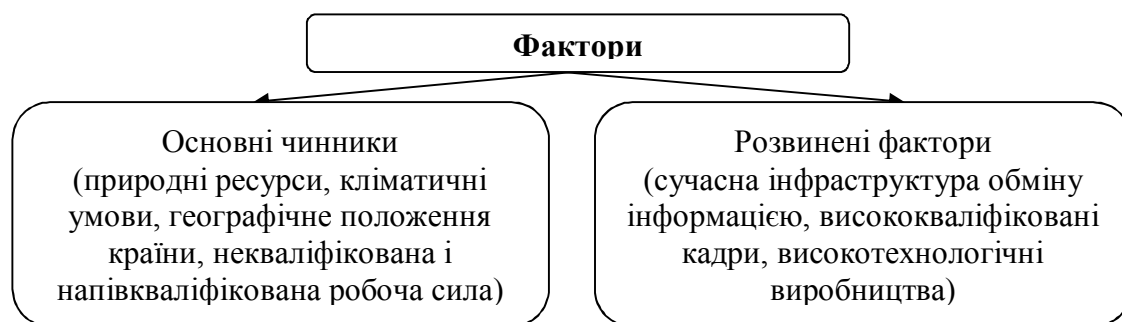 Фактори
Основні чинники
(природні ресурси, кліматичні
умови, географічне положення
країни, некваліфікована і
напівкваліфікована робоча сила)
Розвинені фактори
(сучасна інфраструктура обміну
інформацією, висококваліфіковані
кадри, високотехнологічні
виробництва)